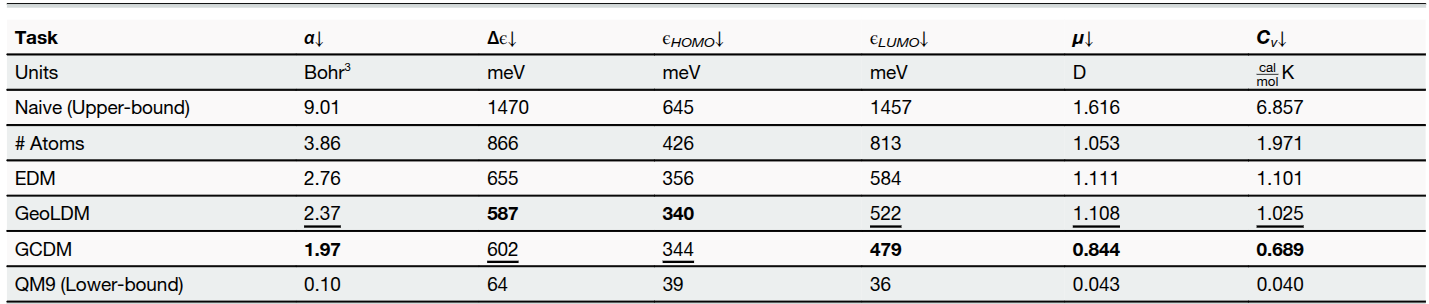 Task α↓ Δϵ↓ ϵHOMO↓ ϵLUMO↓ μ↓ Cv↓
Units Bohr³ meV meV meV D cal/mol K
Naive (Upper-bound) 9.01 1470 645 1457 1.616 6.857
# Atoms 3.86 866 426 813 1.053 1.971
EDM 2.76 655 356 584 1.111 1.101
GeoLDM 2.37 587 340 522 1.108 1.025
GCDM 1.97 602 344 479 0.844 0.689
QM9 (Lower-bound) 0.10 64 39 36 0.043 0.040